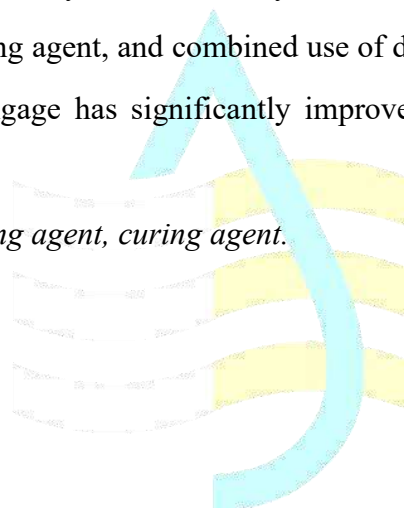 ng agent, and combined use of d
gage has significantly improve
ng agent, curing agent.